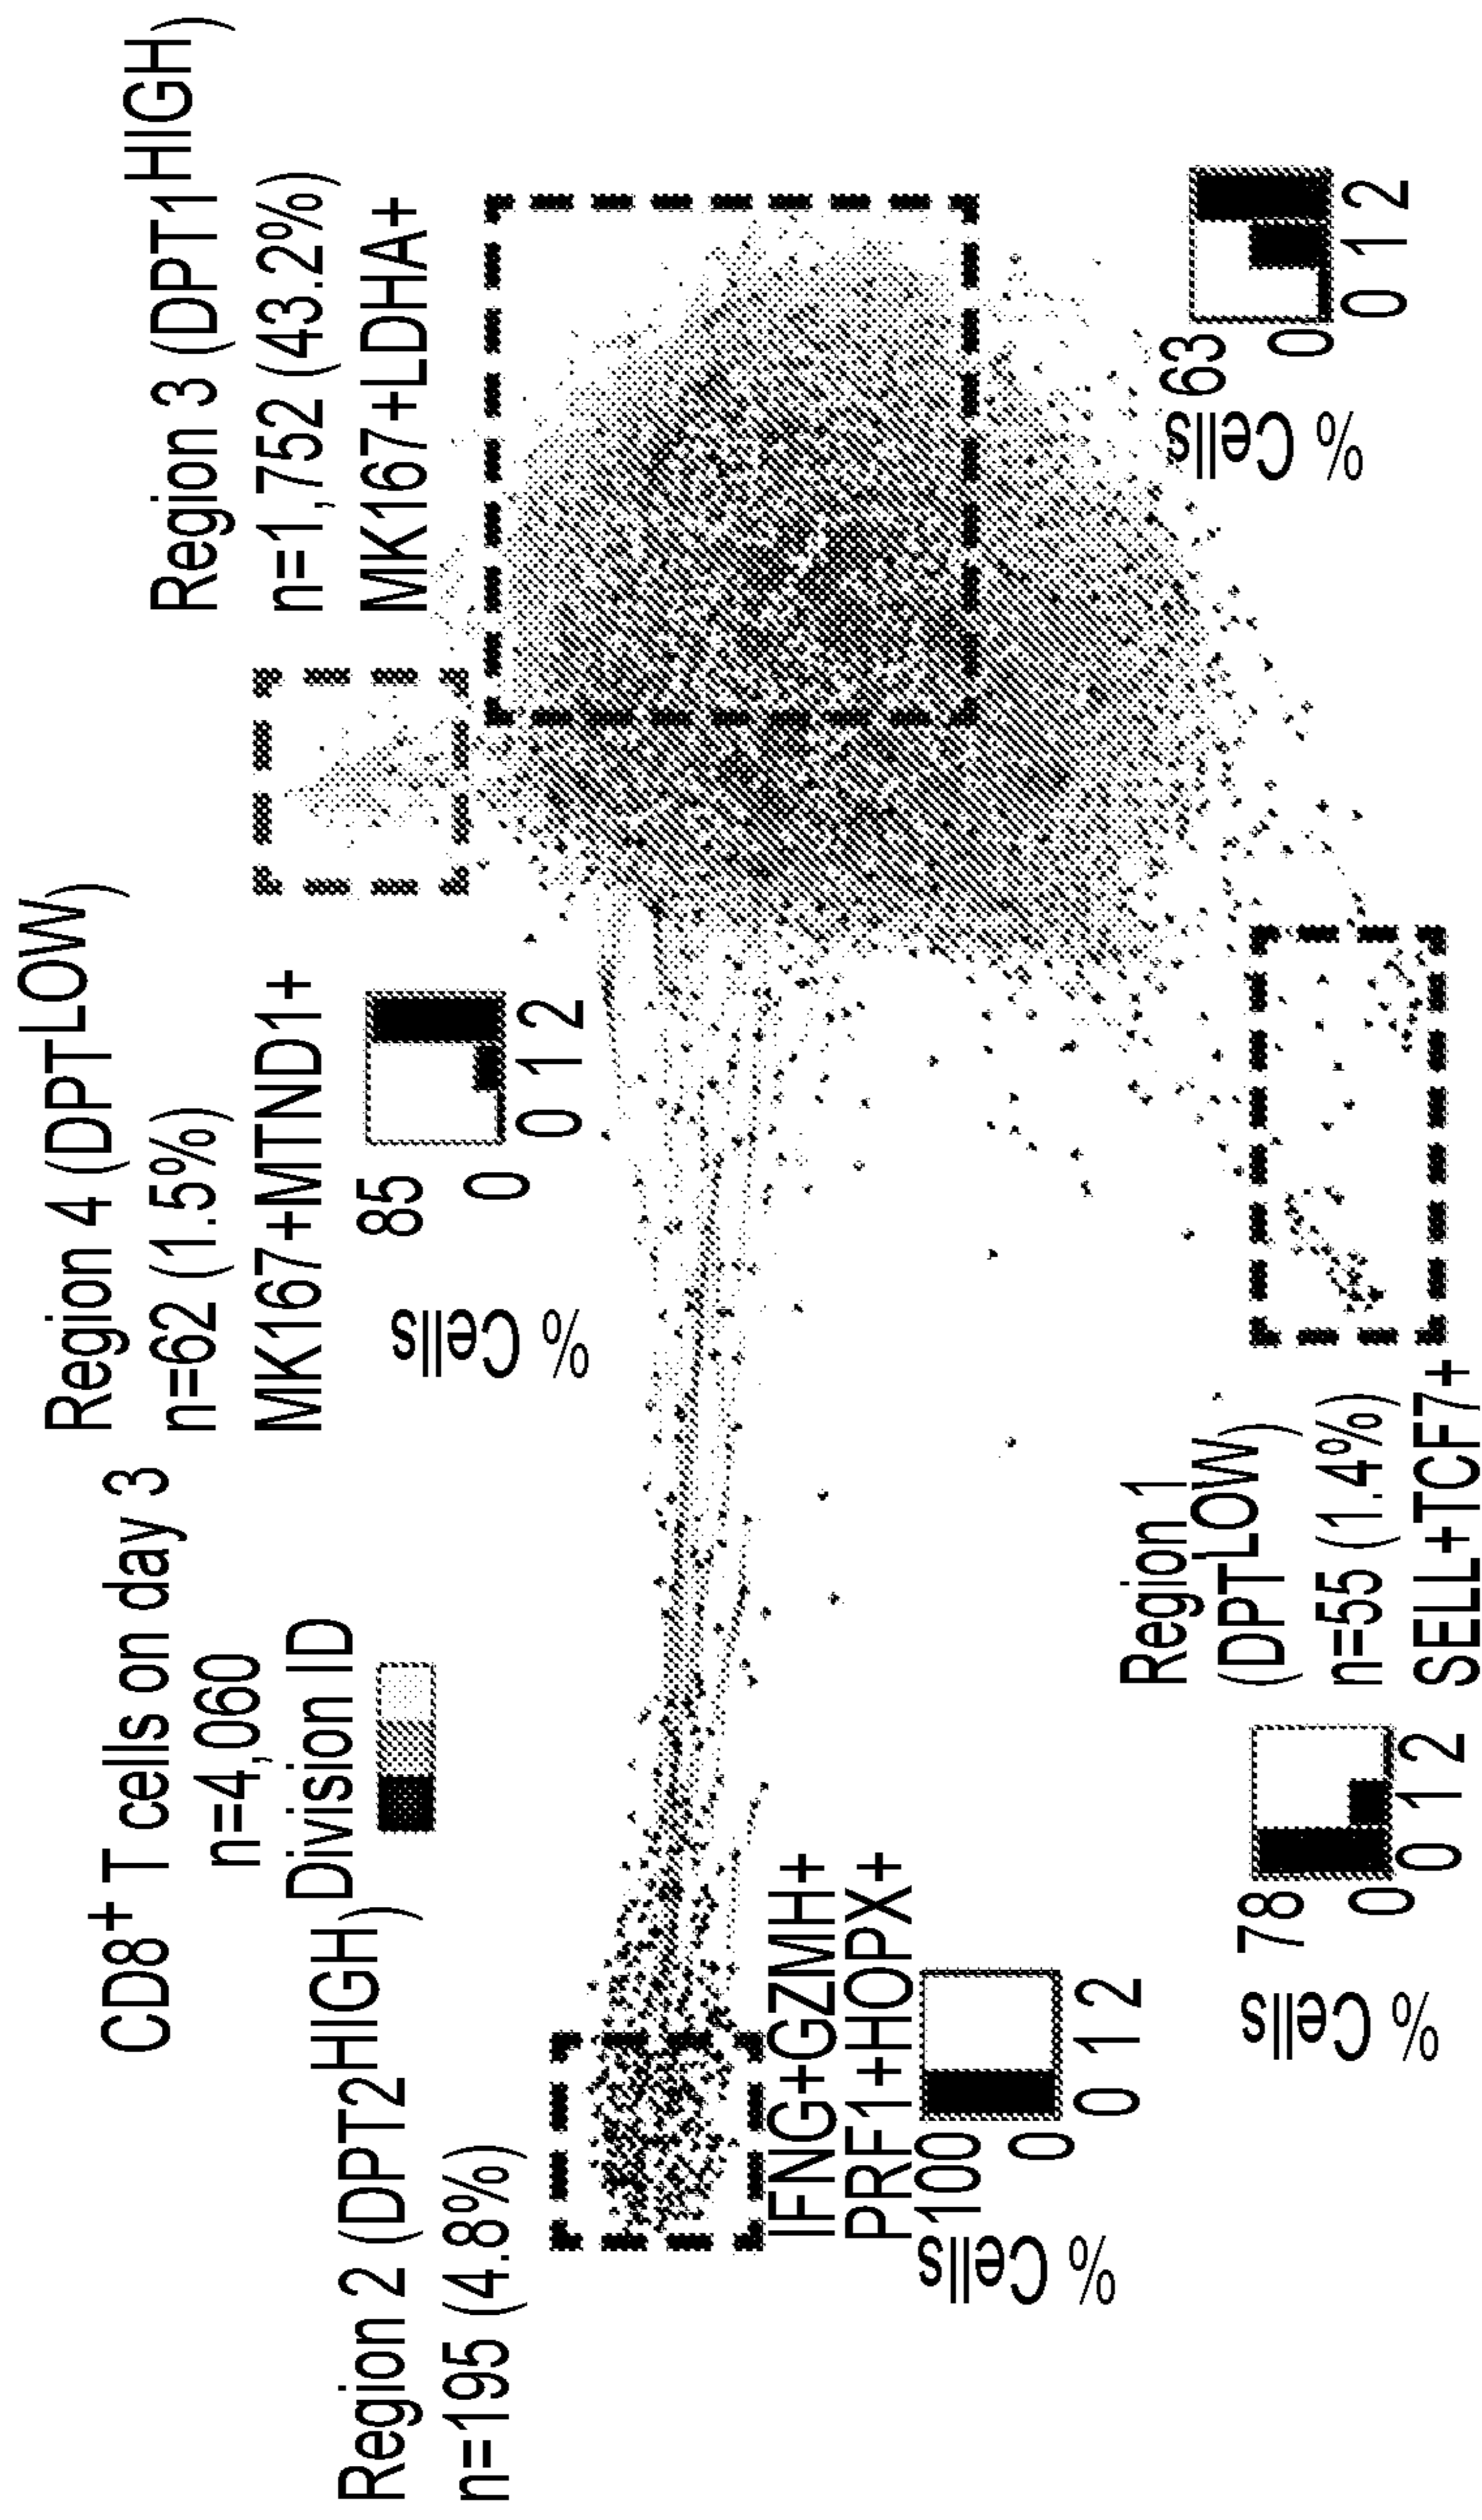 CD8+ T cells on day 3
n=4,060
Division ID
Region 4 (DPTLOW)
n=62 (1.5%)
MK167+MTND1+
% Cells
85
0
0 1 2
Region 3 (DPT1HIGH)
n=1,752 (43.2%)
MK167+LDHA+
% Cells
63
0
0 1 2
Region 2 (DPT2HIGH)
n=195 (4.8%)
IFNG+GZMH+
PRF1+HOPX+
% Cells
100
0
0 1 2
Region 1
(DPTLOW)
n=55 (1.4%)
SELL+TCF7+
% Cells
78
0
0 1 2